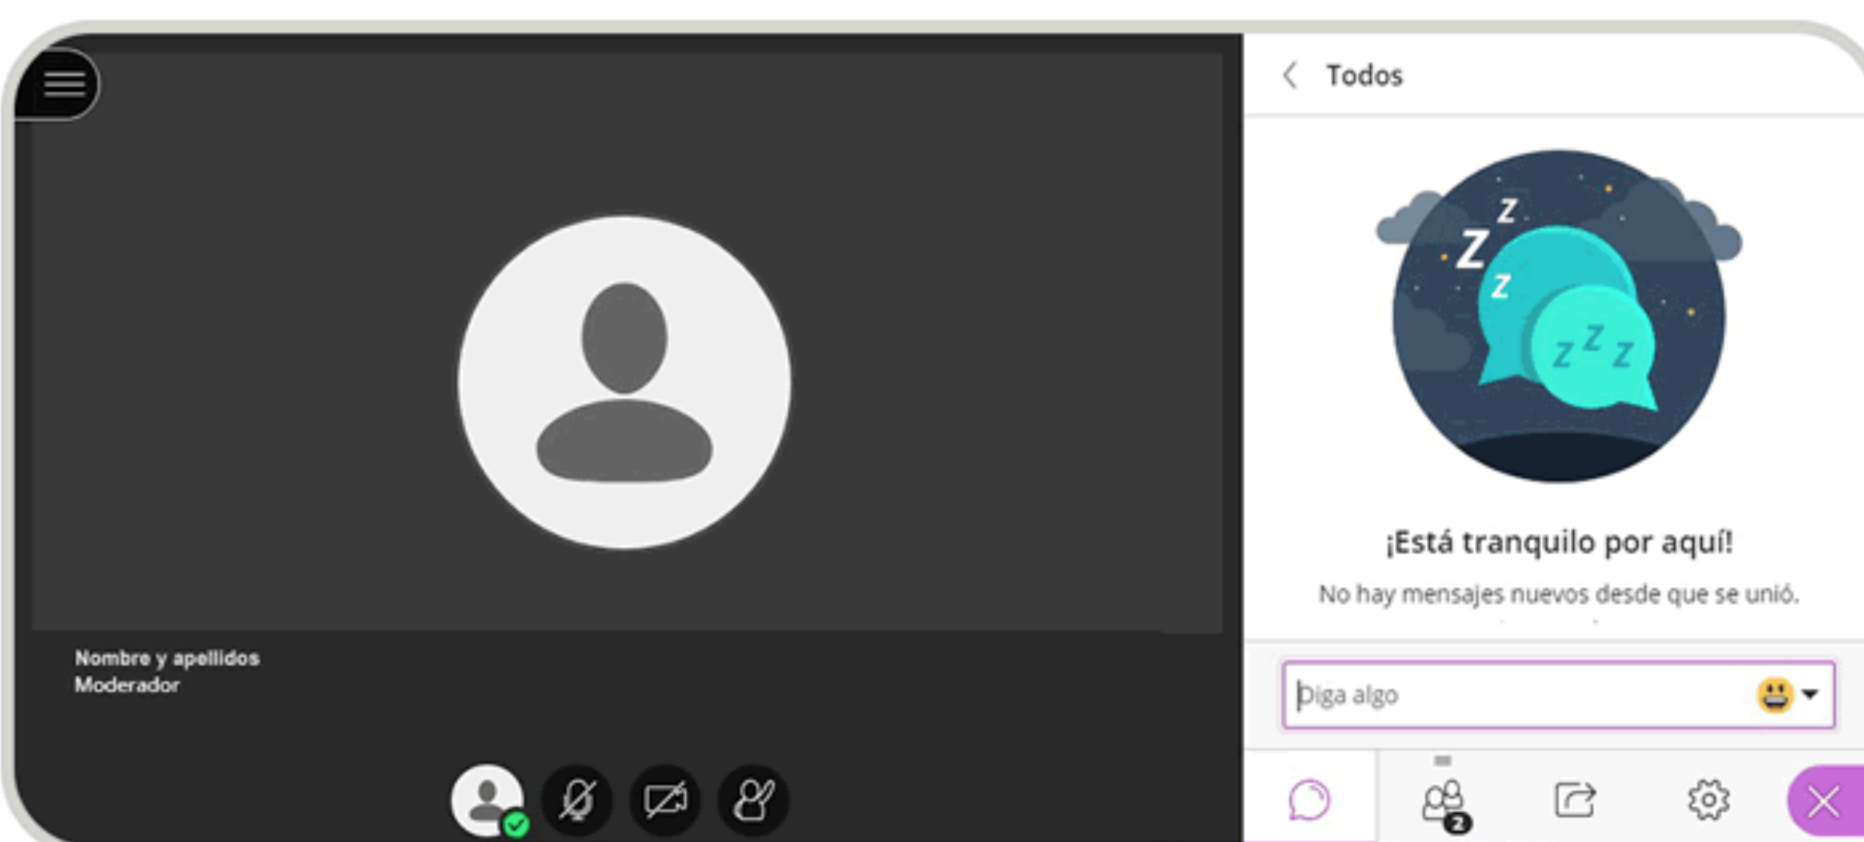 Todos
z
Z
z
z z z
¡Está tranquilo por aquí!
No hay mensajes nuevos desde que se unió.
Nombre y apellidos
Moderador
Diga algo
2